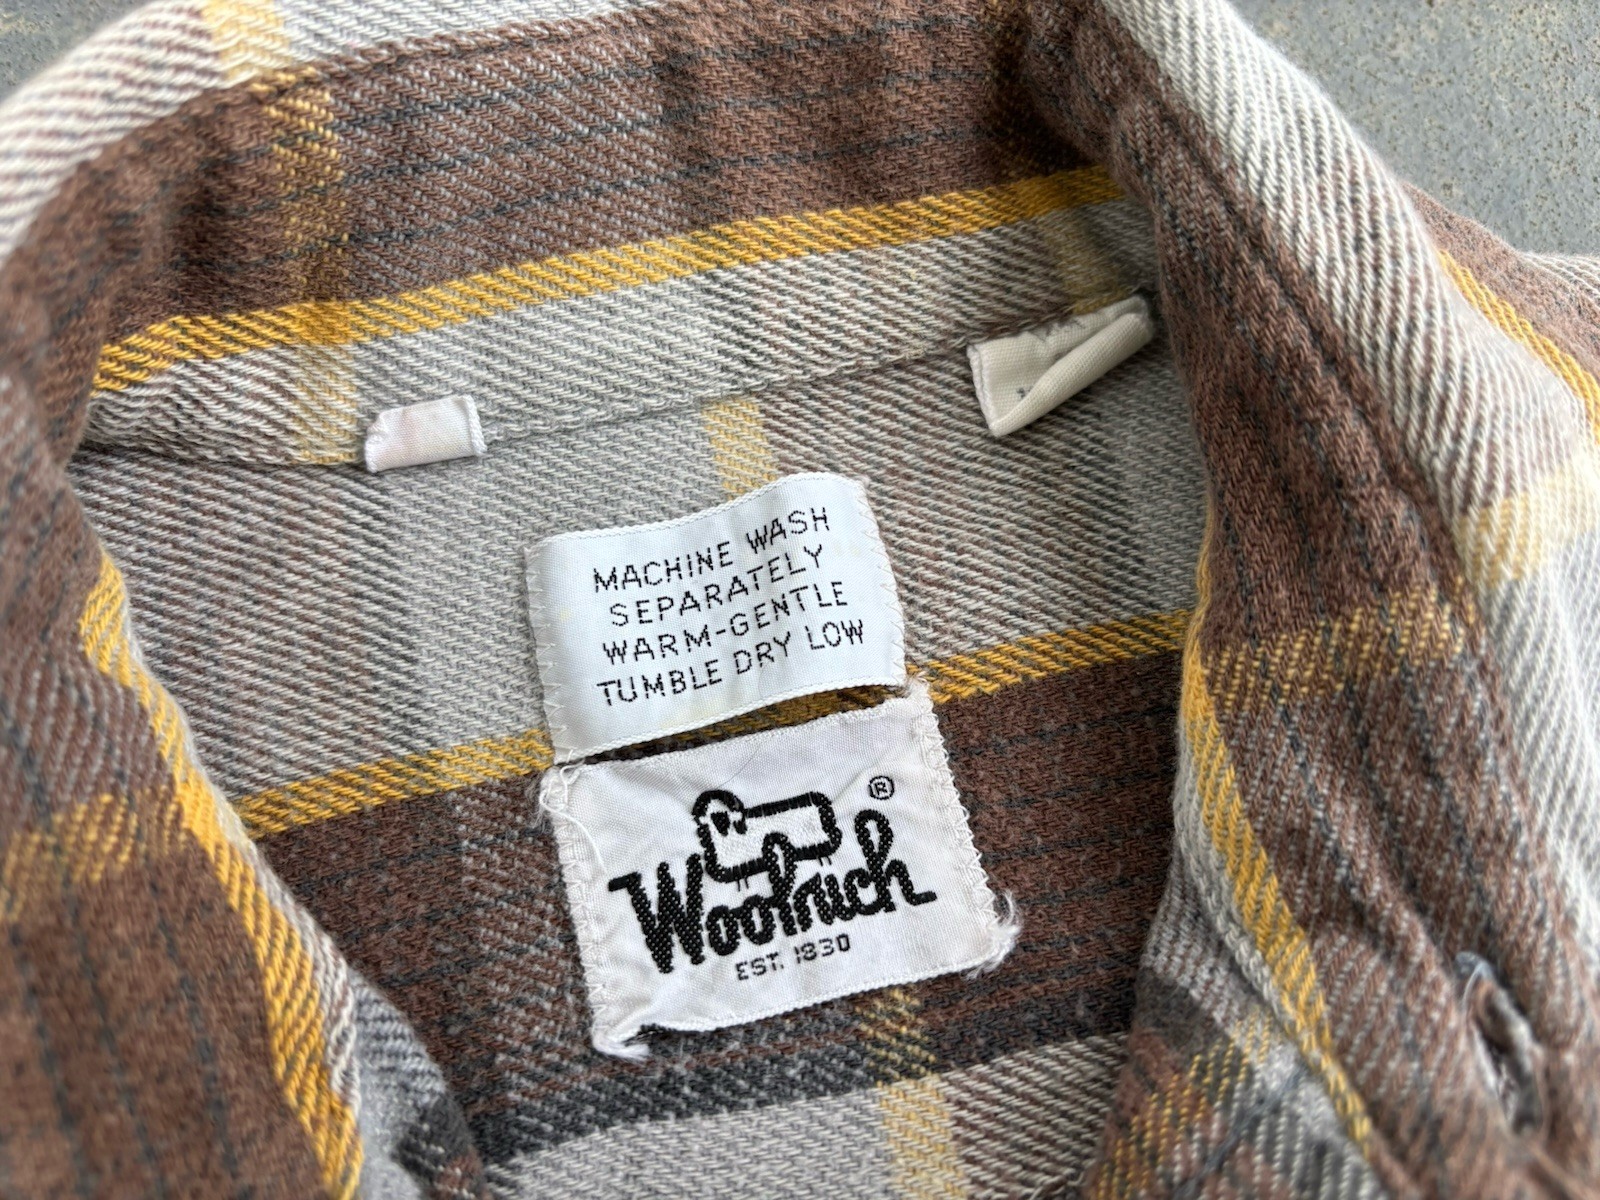 MACHINE WASH
SEPARATELY
WARM-GENTLE
TUMBLE DRY LOW
®
Woolrich
EST. 1830